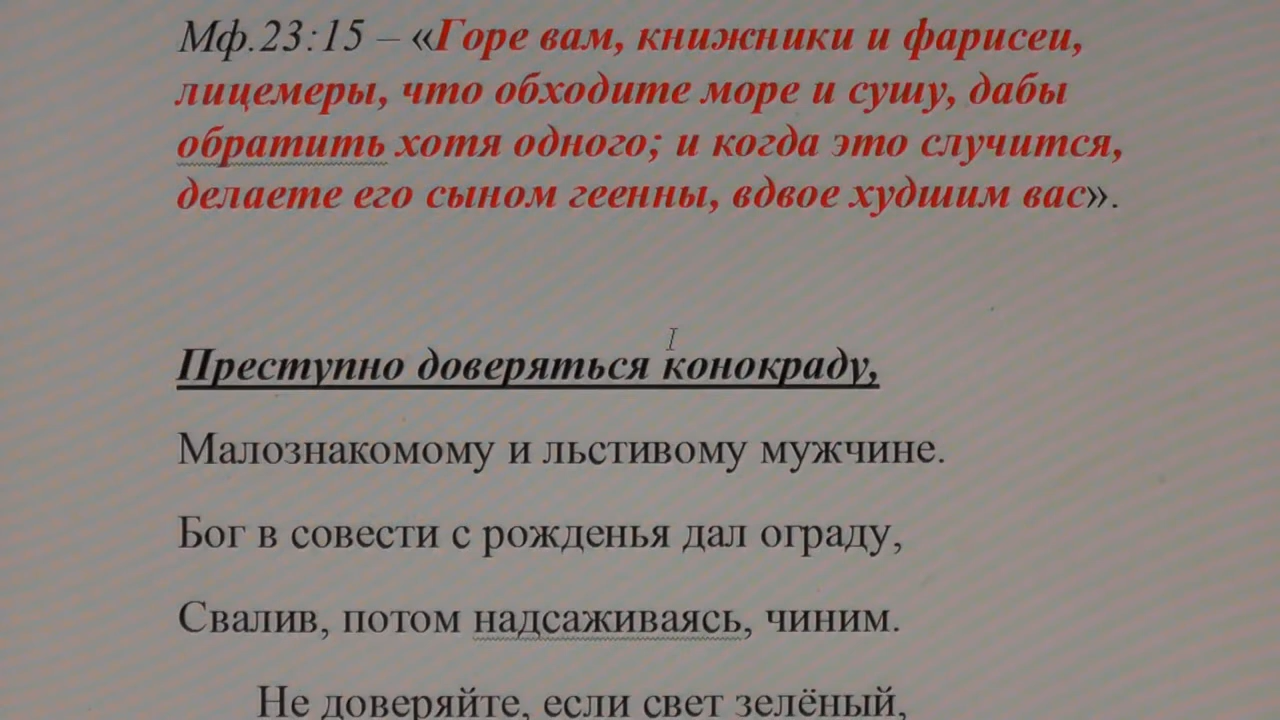 Мф.23:15 – «Горе вам, книжники и фарисеи,
лицемеры, что обходите море и сушу, дабы
обратить хотя одного; и когда это случится,
делаете его сыном геенны, вдвое худшим вас».
Преступно доверяться конокраду,
Малознакомому и льстивому мужчине.
Бог в совести с рожденья дал ограду,
Свалив, потом надсаживаясь, чиним.
Не доверяйте, если свет зелёный,